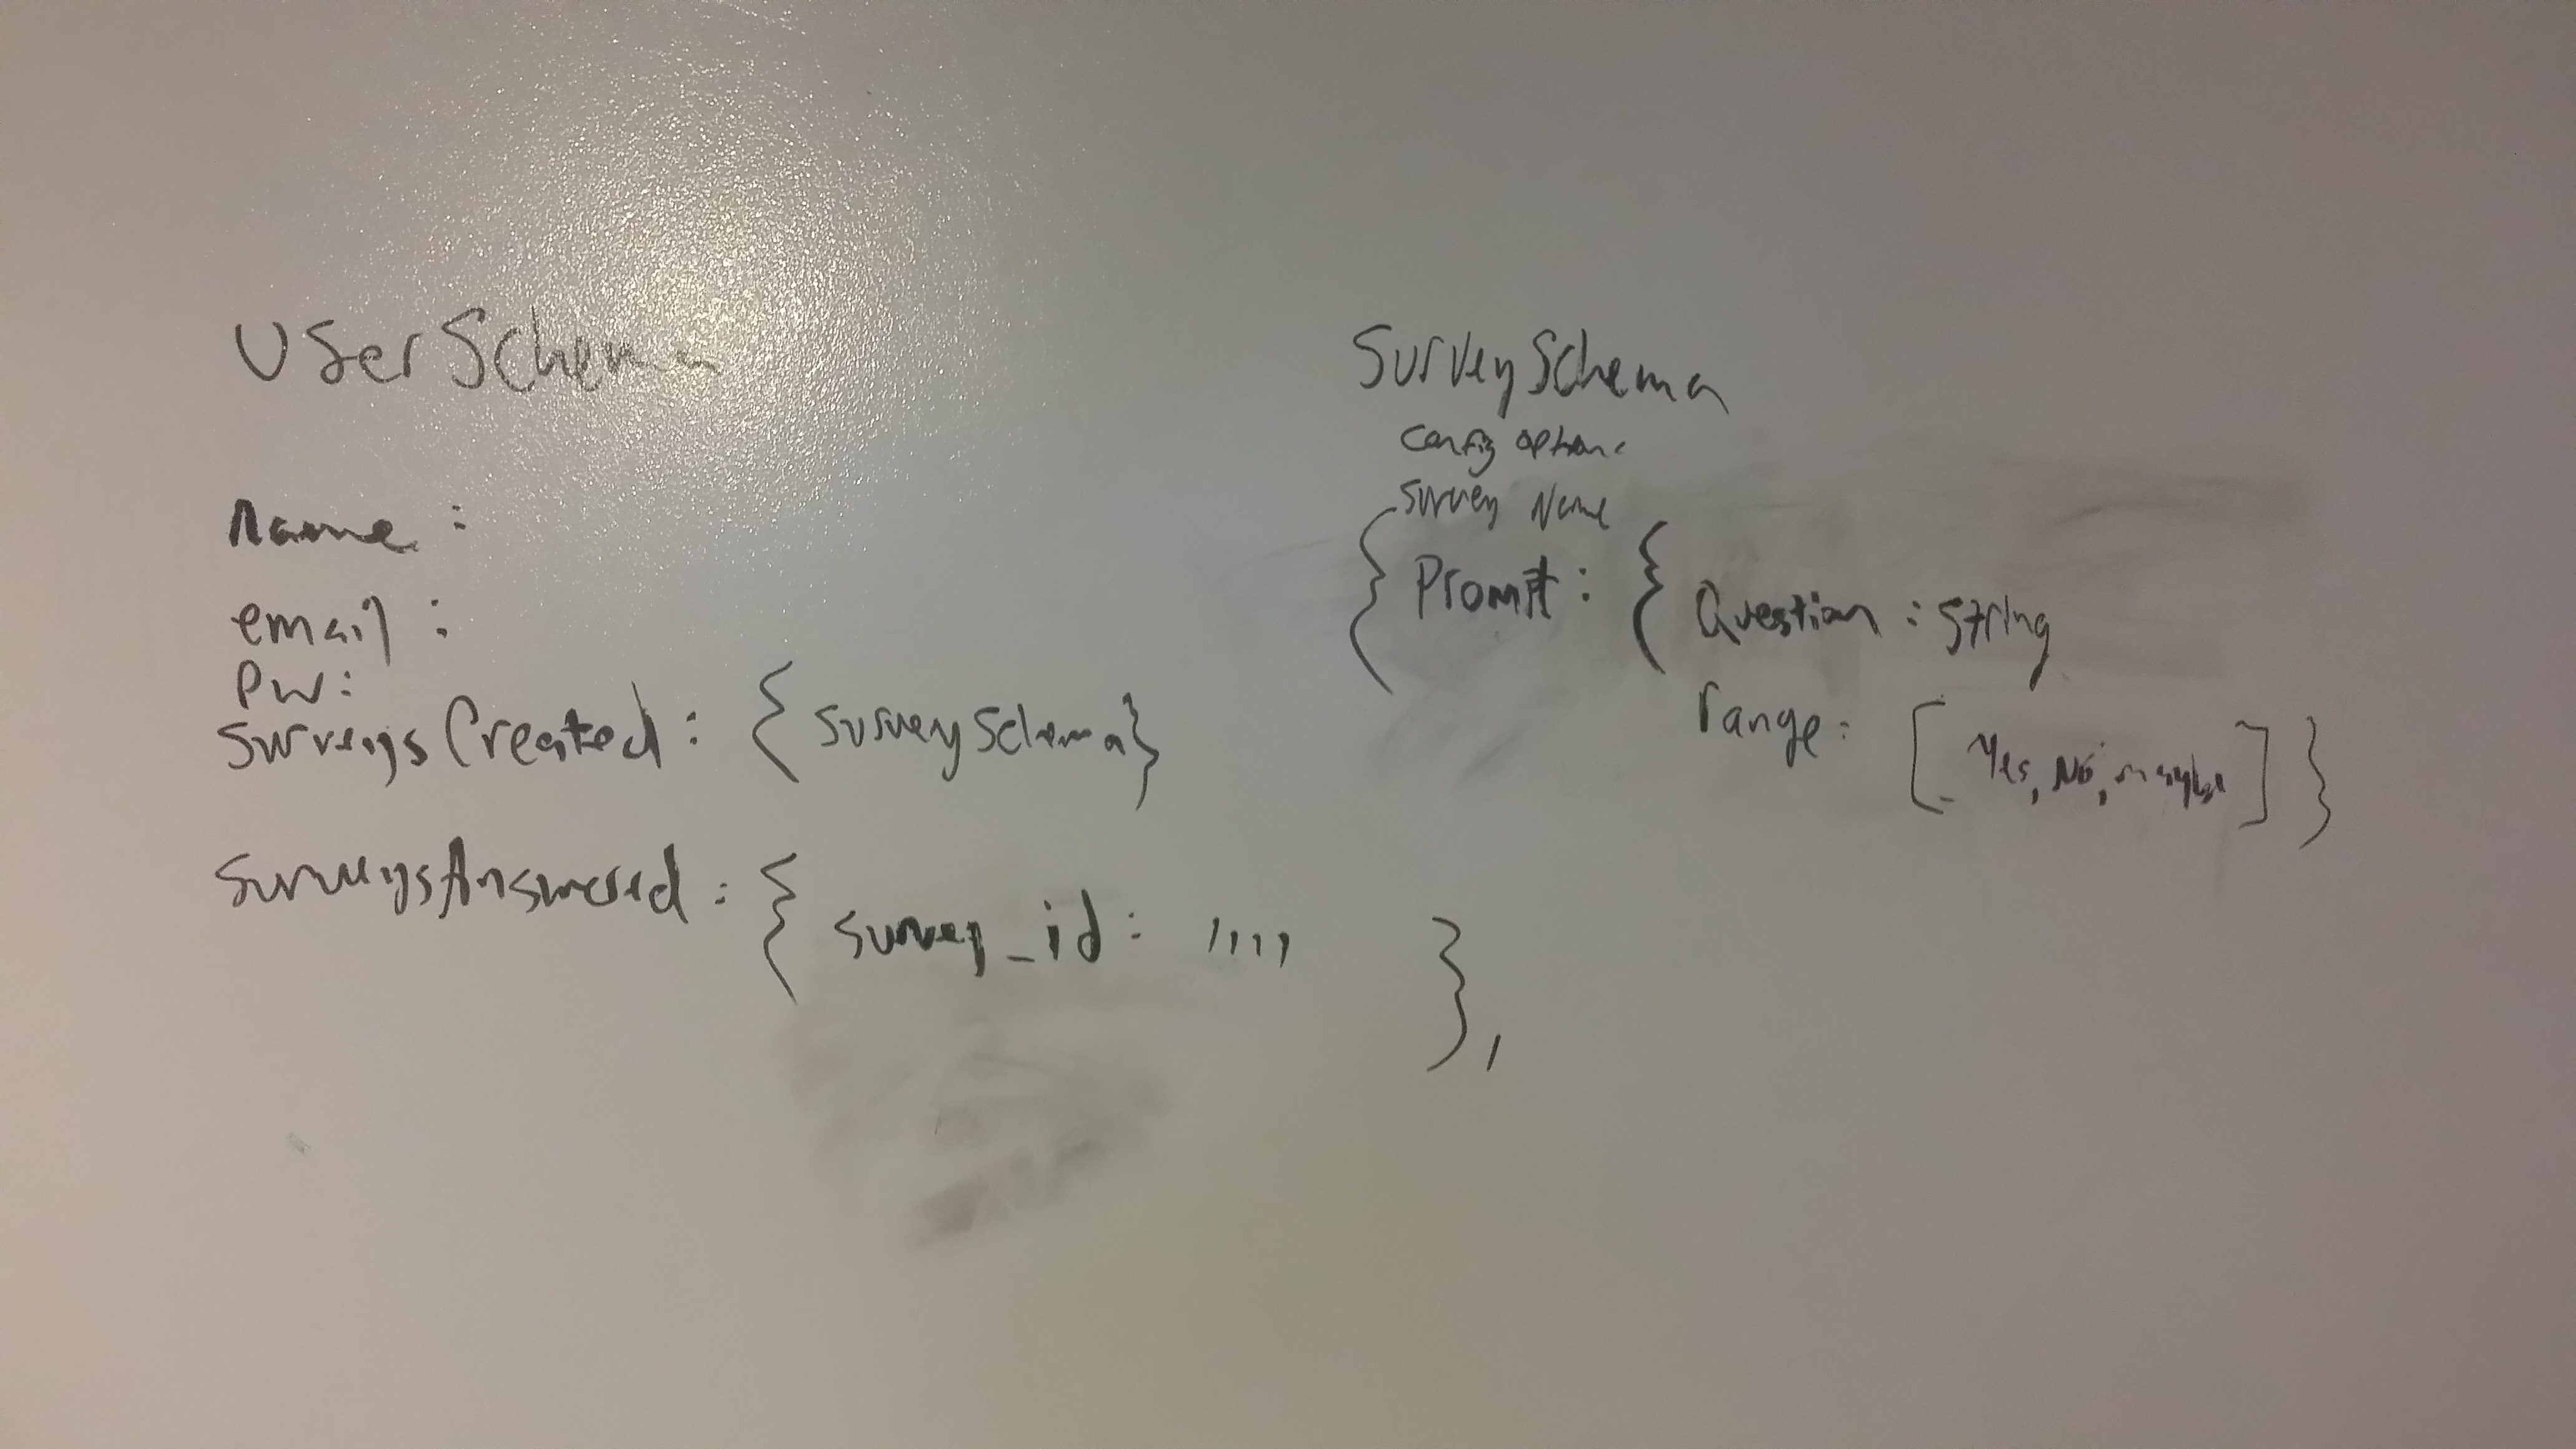 UserSchema
Name :
email :
PW:
SurveysCreated : { SurveySchema}
SurveysAnswered : { survey_id: ,,,, },
SurveySchema
Config options
Survey Name
{ Promt : { Question : string
range: [ Yes, No, maybe ] }